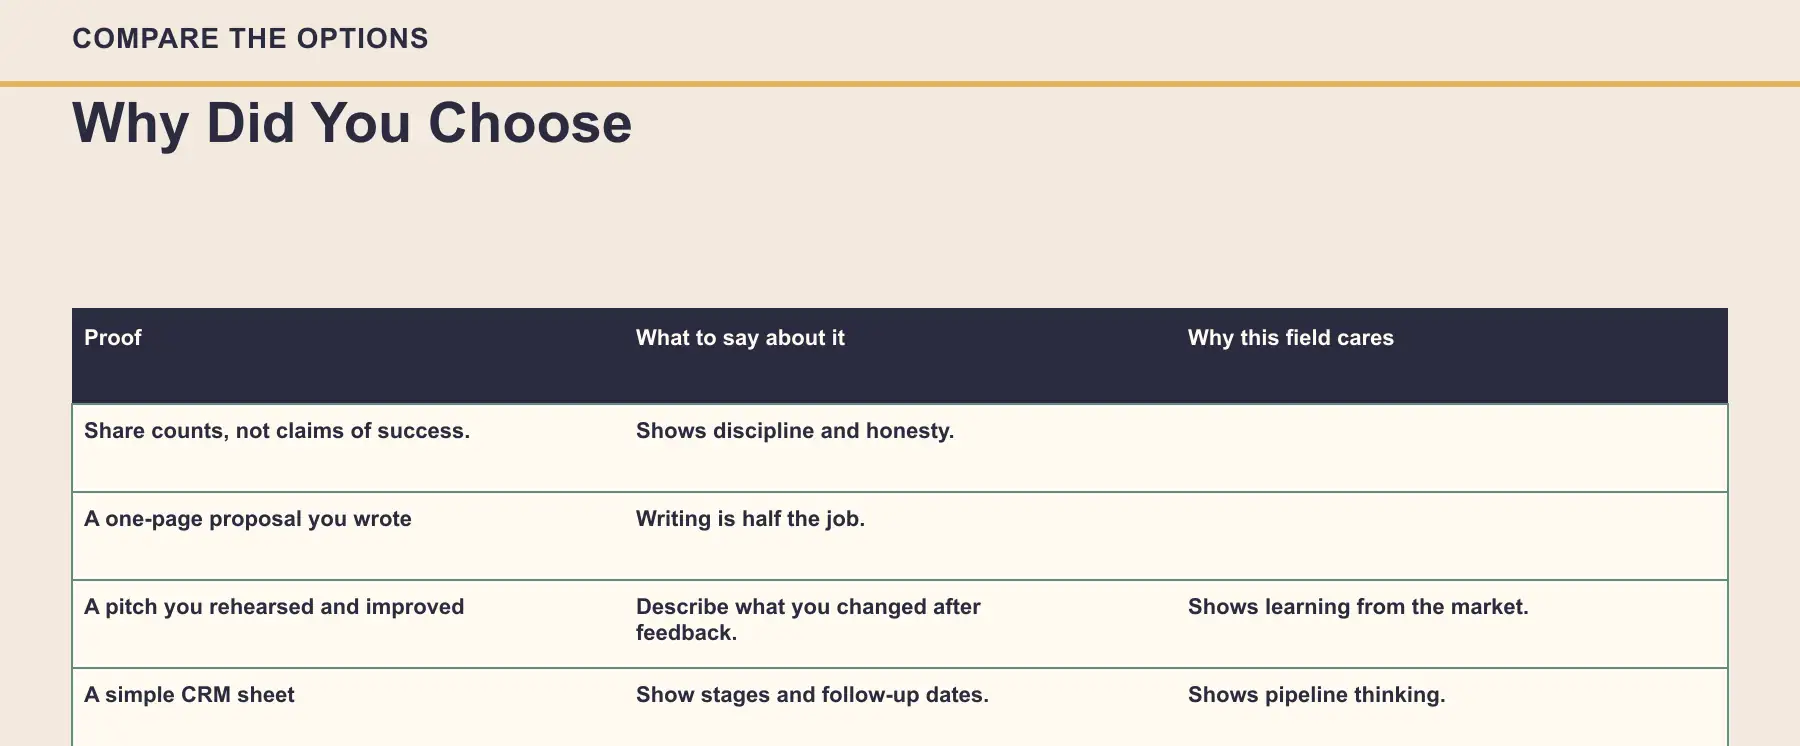 COMPARE THE OPTIONS
Why Did You Choose
Proof
What to say about it
Why this field cares
Share counts, not claims of success.
Shows discipline and honesty.
A one-page proposal you wrote
Writing is half the job.
A pitch you rehearsed and improved
Describe what you changed after
feedback.
Shows learning from the market.
A simple CRM sheet
Show stages and follow-up dates.
Shows pipeline thinking.